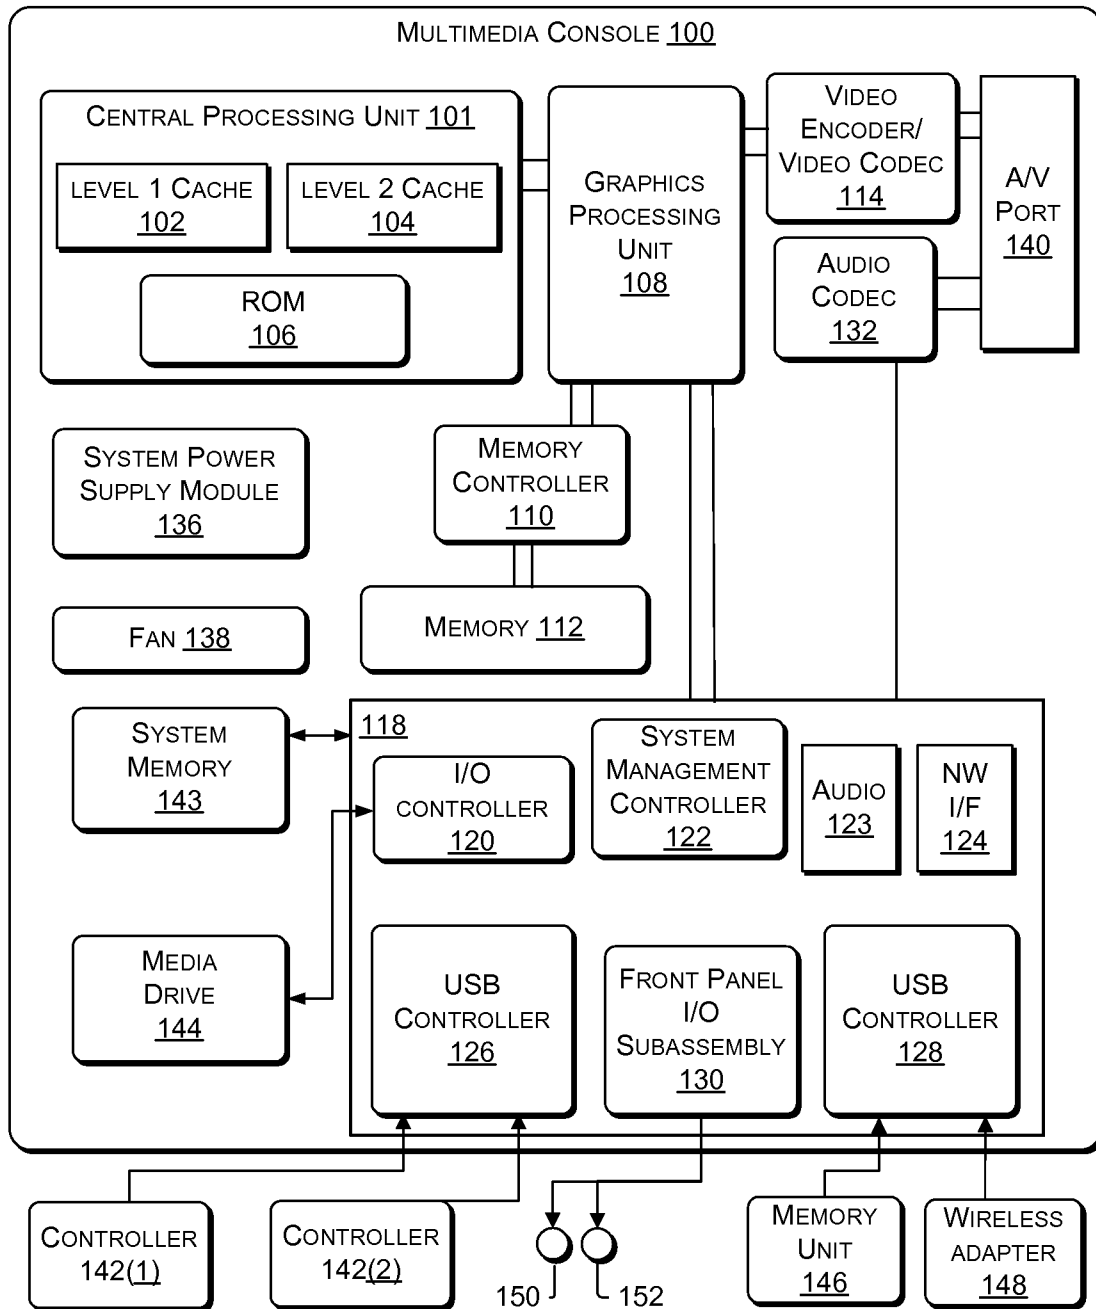 MULTIMEDIA CONSOLE 100
CENTRAL PROCESSING UNIT 101
LEVEL 1 CACHE
102
LEVEL 2 CACHE
104
ROM
106
GRAPHICS
PROCESSING
UNIT
108
VIDEO
ENCODER/
VIDEO CODEC
114
A/V
PORT
140
AUDIO
CODEC
132
SYSTEM POWER
SUPPLY MODULE
136
MEMORY
CONTROLLER
110
FAN 138
MEMORY 112
SYSTEM
MEMORY
143
118
I/O
CONTROLLER
120
SYSTEM
MANAGEMENT
CONTROLLER
122
AUDIO
123
NW
I/F
124
MEDIA
DRIVE
144
USB
CONTROLLER
126
FRONT PANEL
I/O
SUBASSEMBLY
130
USB
CONTROLLER
128
CONTROLLER
142(1)
CONTROLLER
142(2)
150
152
MEMORY
UNIT
146
WIRELESS
ADAPTER
148